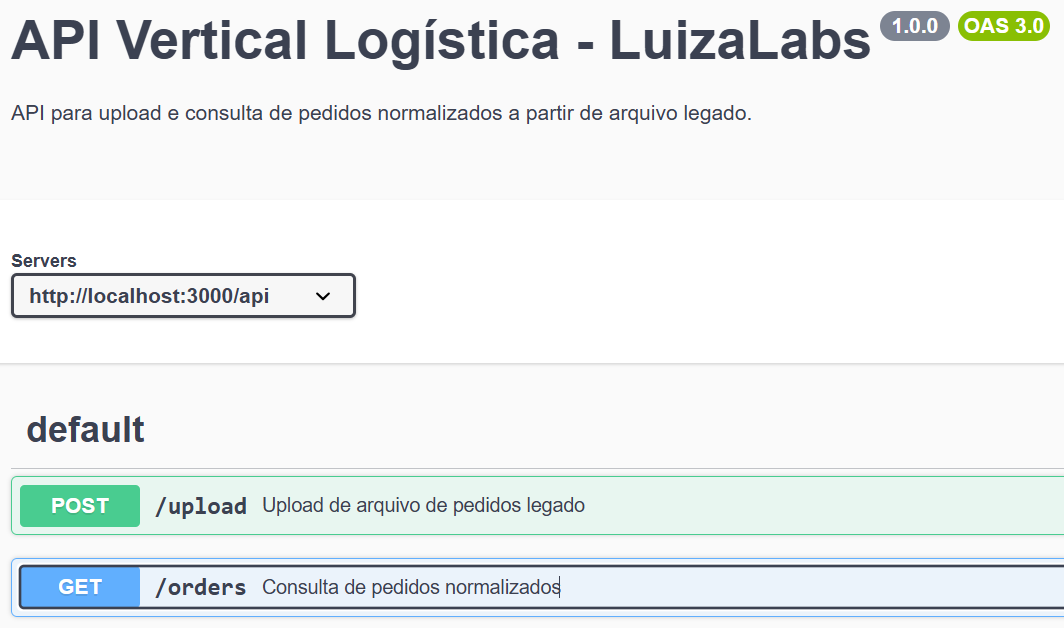 API Vertical Logística - LuizaLabs 1.0.0 OAS 3.0
API para upload e consulta de pedidos normalizados a partir de arquivo legado.
Servers
http://localhost:3000/api
default
POST /upload Upload de arquivo de pedidos legado
GET /orders Consulta de pedidos normalizados